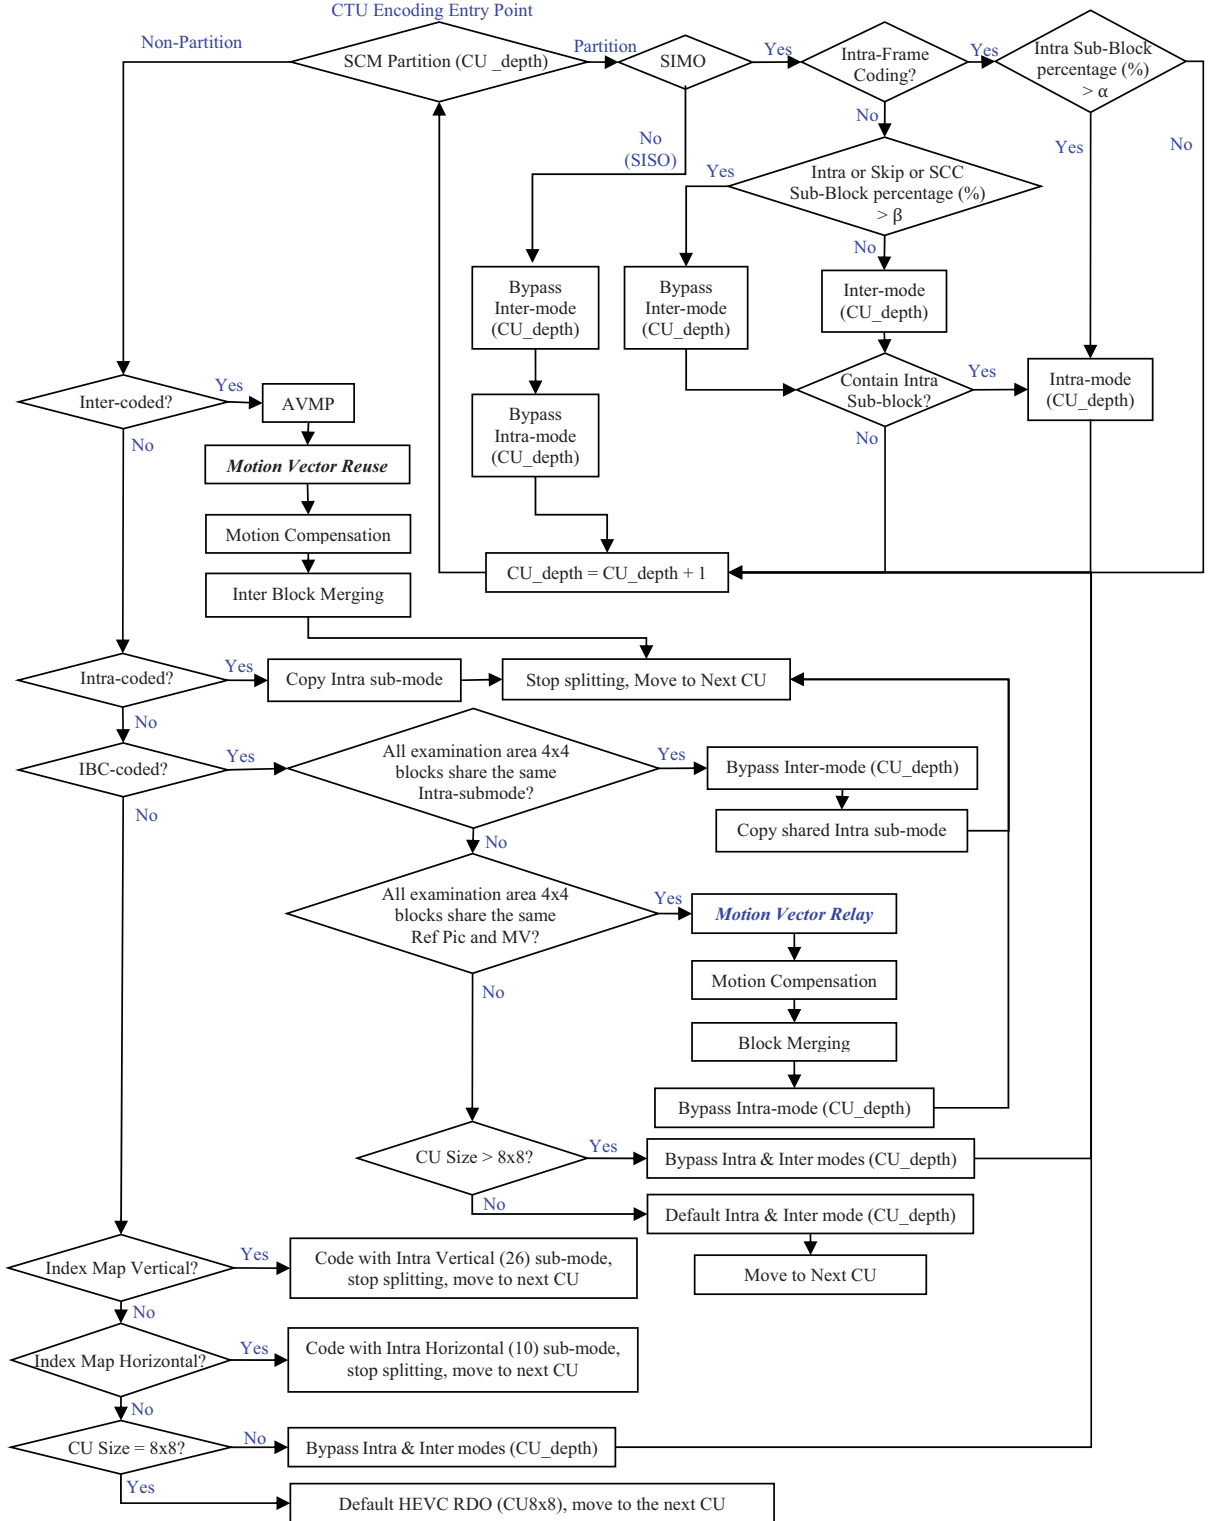 CTU Encoding Entry Point
Non-Partition
SCM Partition (CU _depth)
Partition
SIMO
Yes
Intra-Frame
Coding?
Yes
Intra Sub-Block
percentage (%)
> α
No
(SISO)
No
Yes
No
Yes
Intra or Skip or SCC
Sub-Block percentage (%)
> β
No
Bypass
Inter-mode
(CU_depth)
Bypass
Inter-mode
(CU_depth)
Inter-mode
(CU_depth)
Contain Intra
Sub-block?
Yes
Intra-mode
(CU_depth)
No
Bypass
Intra-mode
(CU_depth)
CU_depth = CU_depth + 1
Inter-coded?
Yes
AVMP
No
Motion Vector Reuse
Motion Compensation
Inter Block Merging
Intra-coded?
Yes
Copy Intra sub-mode
Stop splitting, Move to Next CU
No
IBC-coded?
Yes
All examination area 4x4
blocks share the same
Intra-submode?
Yes
Bypass Inter-mode (CU_depth)
Copy shared Intra sub-mode
No
No
All examination area 4x4
blocks share the same
Ref Pic and MV?
Yes
Motion Vector Relay
Motion Compensation
Block Merging
Bypass Intra-mode (CU_depth)
No
CU Size > 8x8?
Yes
Bypass Intra & Inter modes (CU_depth)
No
Default Intra & Inter mode (CU_depth)
Move to Next CU
Index Map Vertical?
Yes
Code with Intra Vertical (26) sub-mode,
stop splitting, move to next CU
No
Index Map Horizontal?
Yes
Code with Intra Horizontal (10) sub-mode,
stop splitting, move to next CU
No
CU Size = 8x8?
No
Bypass Intra & Inter modes (CU_depth)
Yes
Default HEVC RDO (CU8x8), move to the next CU